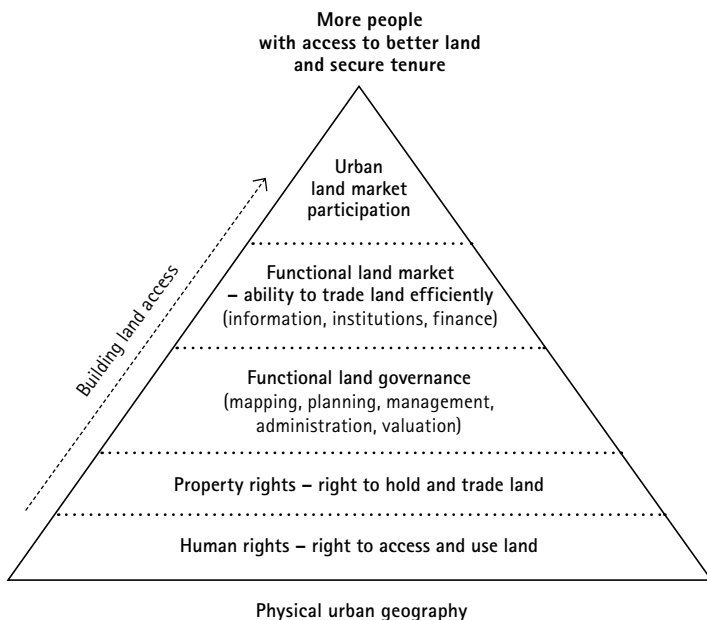 More people
with access to better land
and secure tenure
Urban
land market
participation
Functional land market
– ability to trade land efficiently
(information, institutions, finance)
Functional land governance
(mapping, planning, management,
administration, valuation)
Property rights – right to hold and trade land
Human rights – right to access and use land
Building land access
Physical urban geography